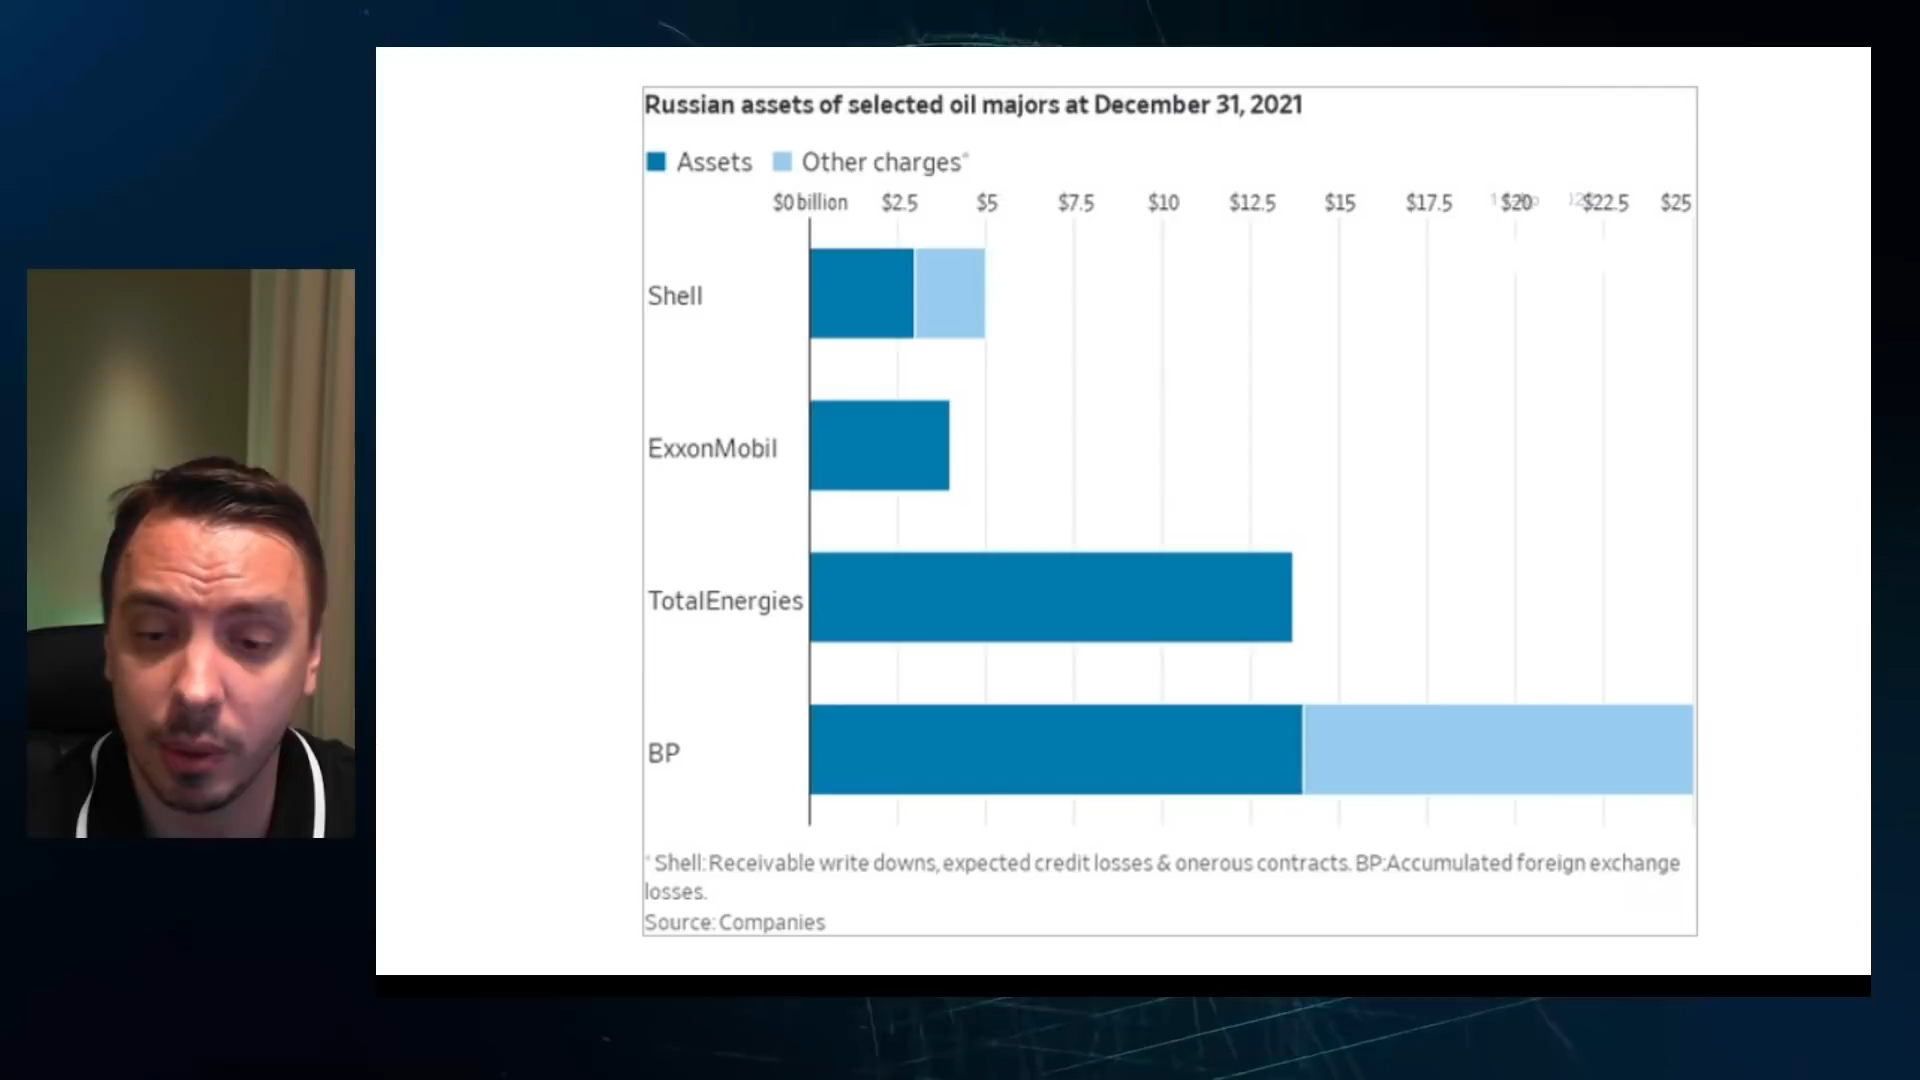 Russian assets of selected oil majors at December 31, 2021
Assets Other charges*
$0 billion $2.5 $5 $7.5 $10 $12.5 $15 $17.5 $20 $22.5 $25
Shell
ExxonMobil
TotalEnergies
BP
* Shell: Receivable write downs, expected credit losses & onerous contracts. BP: Accumulated foreign exchange
losses.
Source: Companies